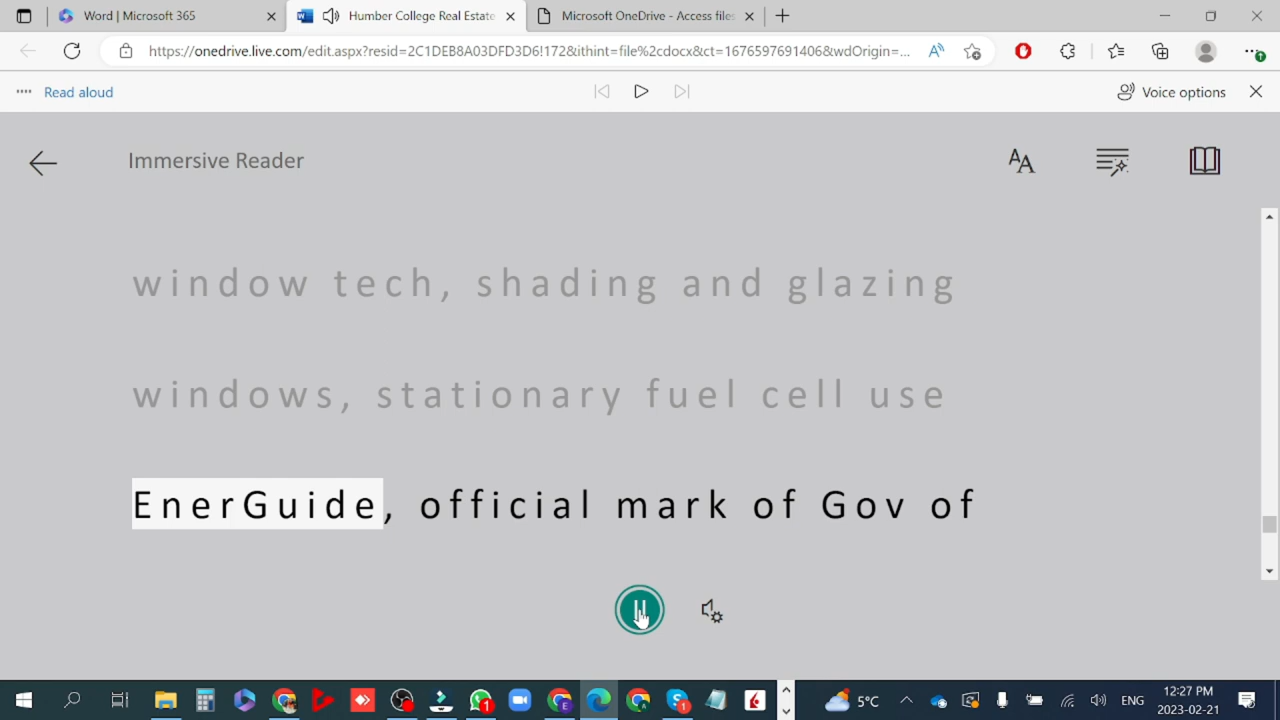 Word | Microsoft 365
Humber College Real Estate
Microsoft OneDrive - Access files
https://onedrive.live.com/edit.aspx?resid=2C1DEB8A03DFD3D6!172&ithint=file%2cdocx&ct=1676597691406&wdOrigin=...
Read aloud
Voice options
Immersive Reader
window tech, shading and glazing
windows, stationary fuel cell use
EnerGuide, official mark of Gov of
5°C
ENG
12:27 PM
2023-02-21